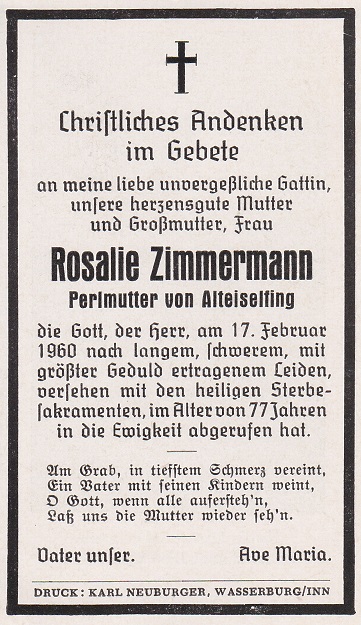 Christliches Andenken
im Gebete
an meine liebe unvergeßliche Gattin,
unsere herzensgute Mutter
und Großmutter, Frau
Rosalie Zimmermann
Perlmutter von Alteiselfing
die Gott, der Herr, am 17. Februar
1960 nach langem, schwerem, mit
größter Geduld ertragenem Leiden,
versehen mit den heiligen Sterbe-
sakramenten, im Alter von 77 Jahren
in die Ewigkeit abgerufen hat.
Am Grab, in tiefstem Schmerz vereint,
Ein Vater mit seinen Kindern weint,
O Gott, wenn alle aufersteh'n,
Laß uns die Mutter wieder seh'n.
Vater unser. Ave Maria.
DRUCK: KARL NEUBURGER, WASSERBURG/INN